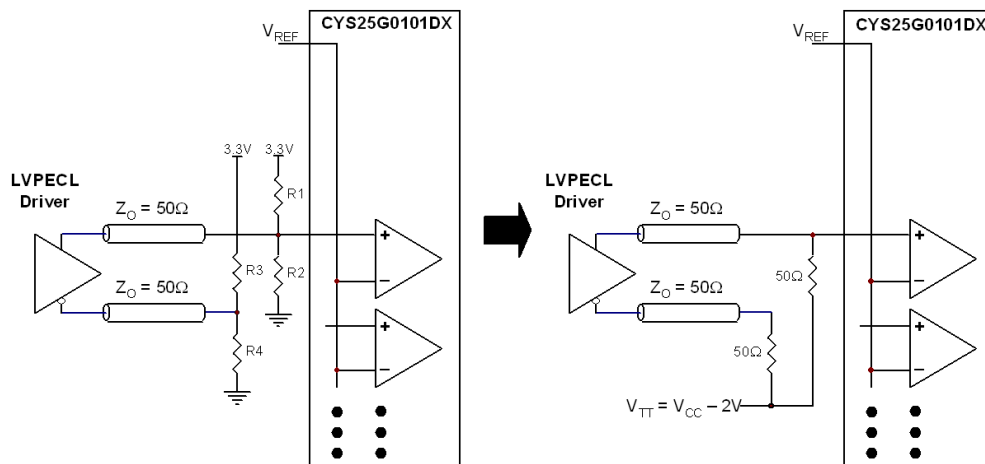 CYS25G0101DX
V_REF
3.3V 3.3V
R1
LVPECL
Driver
Z_O = 50Ω
+
R3
R2
−
Z_O = 50Ω
+
R4
−
CYS25G0101DX
V_REF
LVPECL
Driver
Z_O = 50Ω
+
50Ω
−
Z_O = 50Ω
+
50Ω
−
V_TT = V_CC – 2V